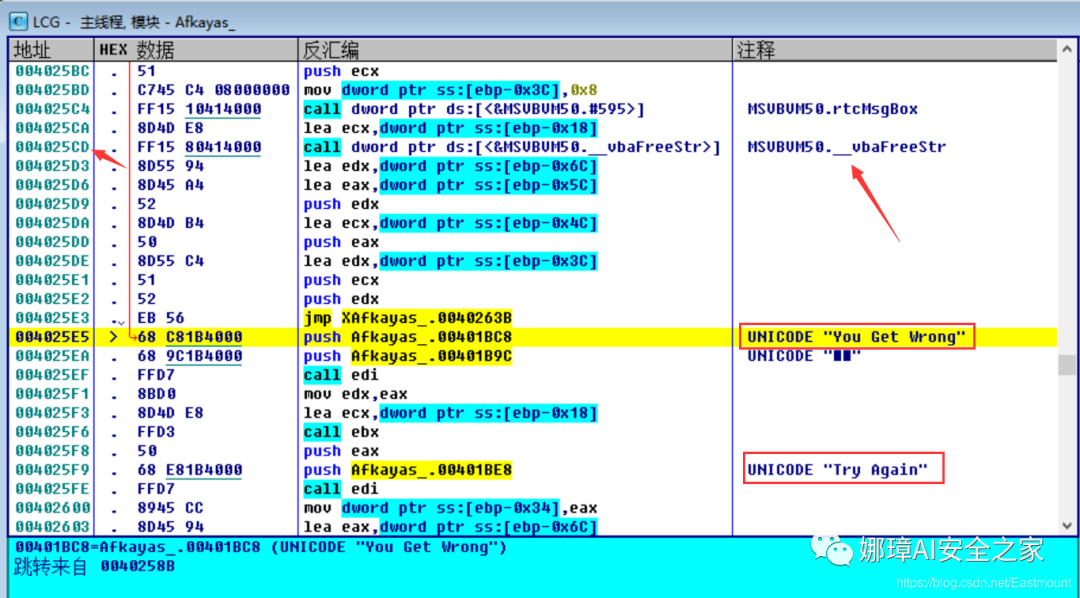 C LCG - 主线程, 模块 - Afkayas_
地址 HEX 数据 反汇编 注释
004025BC . 51 push ecx
004025BD . C745 C4 08000000 mov dword ptr ss:[ebp-0x3C],0x8
004025C4 . FF15 10414000 call dword ptr ds:[<&MSVBVM50.#595>] MSVBVM50.rtcMsgBox
004025CA . 8D4D E8 lea ecx,dword ptr ss:[ebp-0x18]
004025CD . FF15 80414000 call dword ptr ds:[<&MSVBVM50.__vbaFreeStr>] MSVBVM50.__vbaFreeStr
004025D3 . 8D55 94 lea edx,dword ptr ss:[ebp-0x6C]
004025D6 . 8D45 A4 lea eax,dword ptr ss:[ebp-0x5C]
004025D9 . 52 push edx
004025DA . 8D4D B4 lea ecx,dword ptr ss:[ebp-0x4C]
004025DD . 50 push eax
004025DE . 8D55 C4 lea edx,dword ptr ss:[ebp-0x3C]
004025E1 . 51 push ecx
004025E2 . 52 push edx
004025E3 . EB 56 jmp XAfkayas_.0040263B
004025E5 > 68 C81B4000 push Afkayas_.00401BC8 UNICODE "You Get Wrong"
004025EA . 68 9C1B4000 push Afkayas_.00401B9C UNICODE "■■"
004025EF . FFD7 call edi
004025F1 . 8BD0 mov edx,eax
004025F3 . 8D4D E8 lea ecx,dword ptr ss:[ebp-0x18]
004025F6 . FFD3 call ebx
004025F8 . 50 push eax
004025F9 . 68 E81B4000 push Afkayas_.00401BE8 UNICODE "Try Again"
004025FE . FFD7 call edi
00402600 . 8945 CC mov dword ptr ss:[ebp-0x34],eax
00402603 . 8D45 94 lea eax,dword ptr ss:[ebp-0x6C]
00401BC8=Afkayas_.00401BC8 (UNICODE "You Get Wrong")
跳转来自 0040258B
娜璋AI安全之家
https://blog.csdn.net/Eastmount